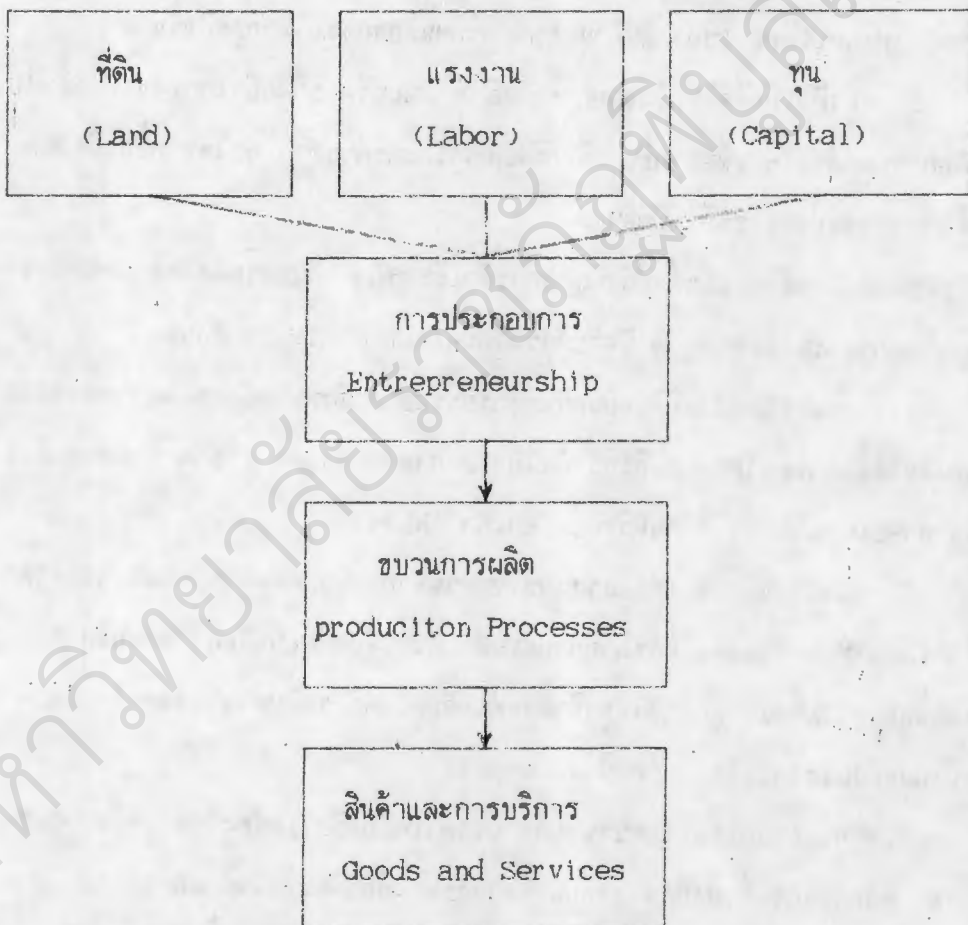 ที่ดิน
(Land)
แรงงาน
(Labor)
ทุน
(Capital)
การประกอบการ
Entrepreneurship
ขบวนการผลิต
produciton Processes
สินค้าและการบริการ
Goods and Services